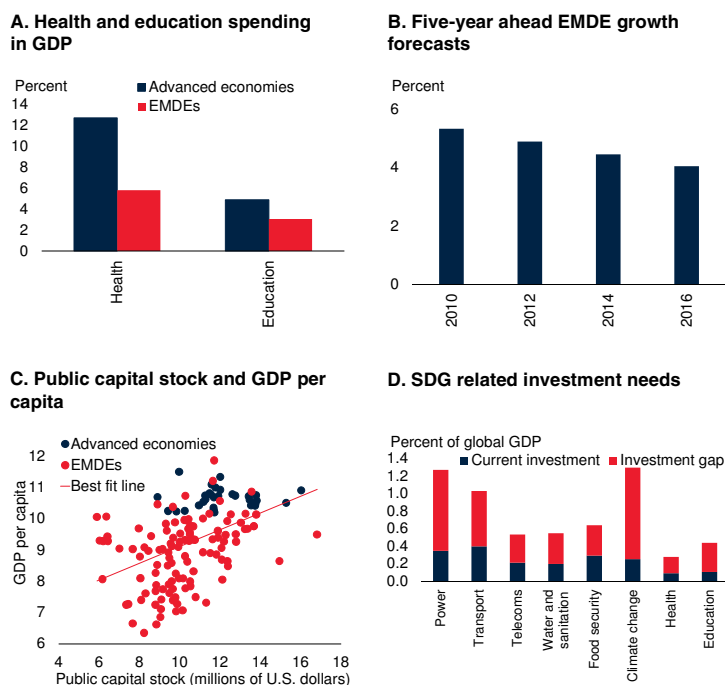 A. Health and education spending
in GDP
Percent
Advanced economies
EMDEs
14
12
10
8
6
4
2
0
Health
Education
B. Five-year ahead EMDE growth
forecasts
Percent
6
4
2
0
2010
2012
2014
2016
C. Public capital stock and GDP per
capita
Advanced economies
EMDEs
Best fit line
GDP per capita
12
11
10
9
8
7
6
4 6 8 10 12 14 16 18
Public capital stock (millions of U.S. dollars)
D. SDG related investment needs
Percent of global GDP
Current investment Investment gap
1.4
1.2
1.0
0.8
0.6
0.4
0.2
0.0
Power
Transport
Telecoms
Water and
sanitation
Food security
Climate change
Health
Education